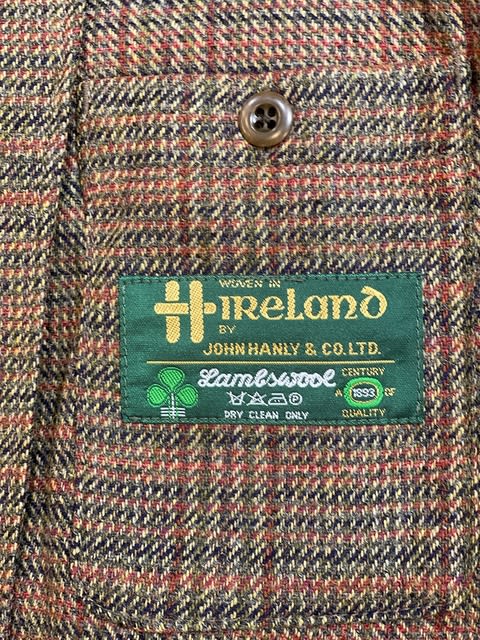 WOVEN IN
IRELAND
BY
JOHN HANLY & CO. LTD.
Lambswool
CENTURY
A 1893 OF
QUALITY
P
DRY CLEAN ONLY